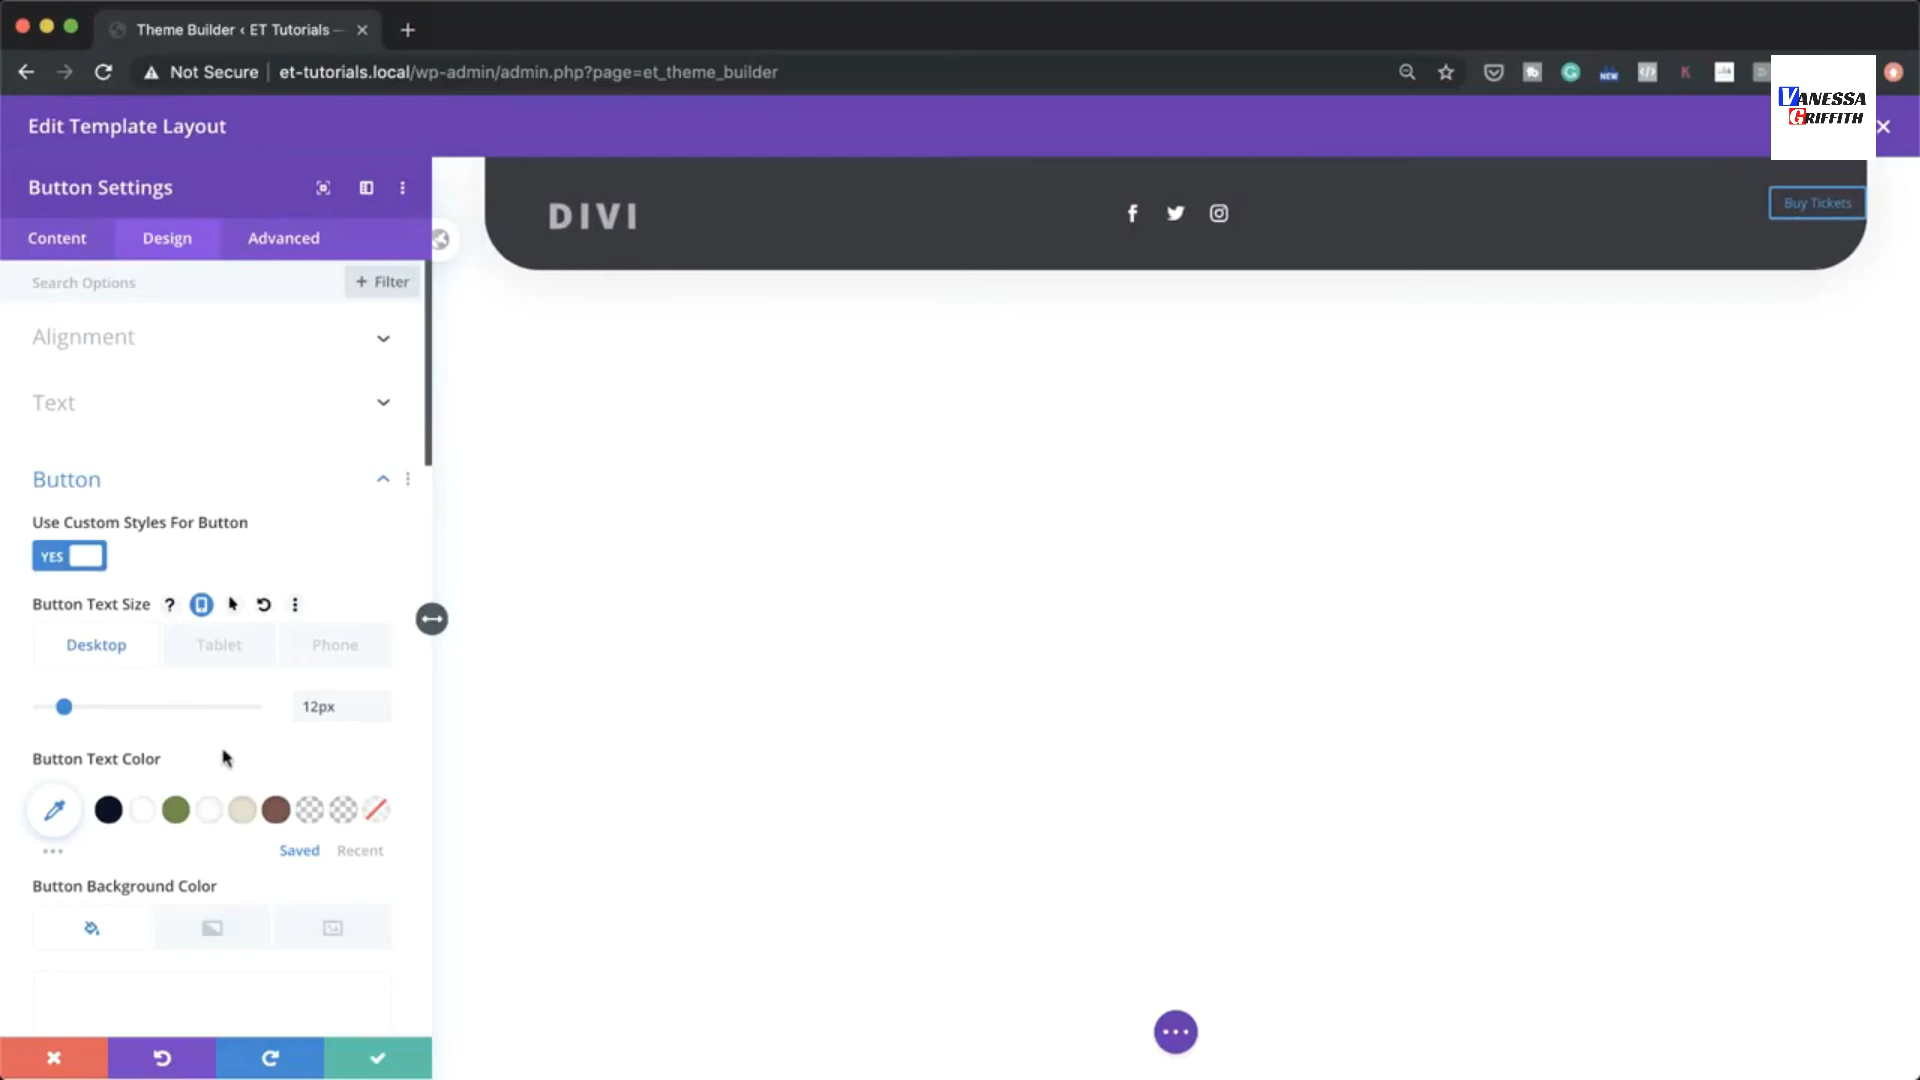 Theme Builder ‹ ET Tutorials —
Not Secure | et-tutorials.local/wp-admin/admin.php?page=et_theme_builder
NEW
K
VANESSA
GRIFFITH
Edit Template Layout
Button Settings
Content Design Advanced
Search Options + Filter
DIVI
Buy Tickets
Alignment
Text
Button
Use Custom Styles For Button
YES
Button Text Size ?
Desktop Tablet Phone
12px
Button Text Color
Saved Recent
Button Background Color